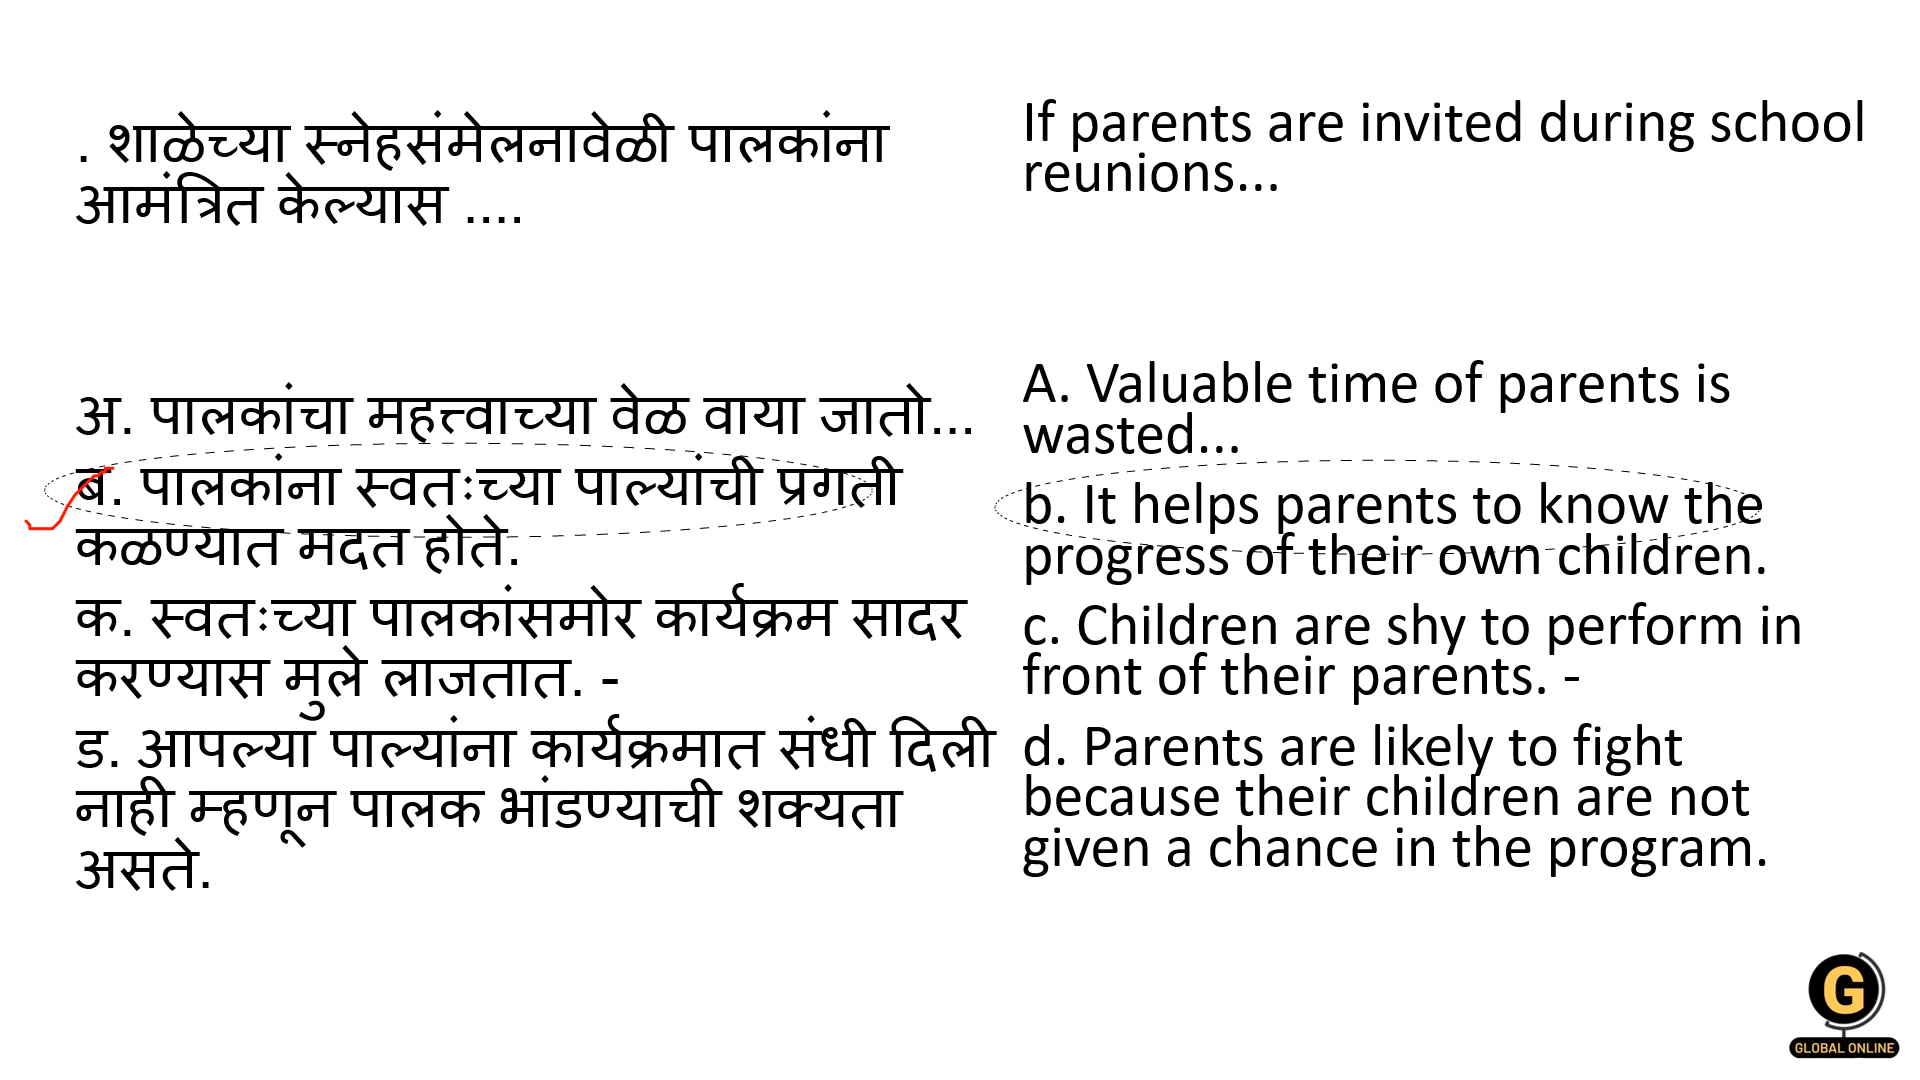 . शाळेच्या स्नेहसंमेलनावेळी पालकांना
आमंत्रित केल्यास ....
अ. पालकांचा महत्त्वाच्या वेळ वाया जातो...
ब. पालकांना स्वतःच्या पाल्यांची प्रगती
कळण्यात मदत होते.
क. स्वतःच्या पालकांसमोर कार्यक्रम सादर
करण्यास मुले लाजतात. -
ड. आपल्या पाल्यांना कार्यक्रमात संधी दिली
नाही म्हणून पालक भांडण्याची शक्यता
असते.
If parents are invited during school
reunions...
A. Valuable time of parents is
wasted...
b. It helps parents to know the
progress of their own children.
c. Children are shy to perform in
front of their parents. -
d. Parents are likely to fight
because their children are not
given a chance in the program.
G
GLOBAL ONLINE